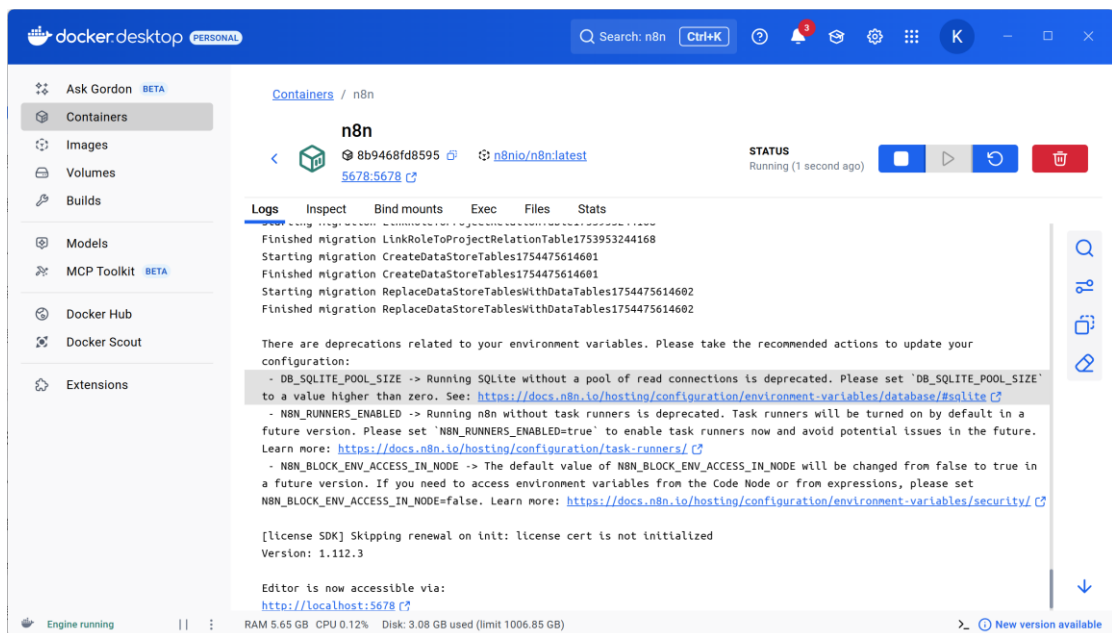 docker.desktop PERSONAL
Search: n8n Ctrl+K
3
K
Ask Gordon BETA
Containers
Images
Volumes
Builds
Models
MCP Toolkit BETA
Docker Hub
Docker Scout
Extensions
Containers / n8n
n8n
8b9468fd8595
n8nio/n8n:latest
5678:5678
STATUS
Running (1 second ago)
Logs Inspect Bind mounts Exec Files Stats
Starting migration LinkRoleToProjectRelationTable1753953244168
Finished migration LinkRoleToProjectRelationTable1753953244168
Starting migration CreateDataStoreTables1754475614601
Finished migration CreateDataStoreTables1754475614601
Starting migration ReplaceDataStoreTablesWithDataTables1754475614602
Finished migration ReplaceDataStoreTablesWithDataTables1754475614602
There are deprecations related to your environment variables. Please take the recommended actions to update your
configuration:
- DB_SQLITE_POOL_SIZE -> Running SQLite without a pool of read connections is deprecated. Please set `DB_SQLITE_POOL_SIZE`
to a value higher than zero. See: https://docs.n8n.io/hosting/configuration/environment-variables/database/#sqlite
- N8N_RUNNERS_ENABLED -> Running n8n without task runners is deprecated. Task runners will be turned on by default in a
future version. Please set `N8N_RUNNERS_ENABLED=true` to enable task runners now and avoid potential issues in the future.
Learn more: https://docs.n8n.io/hosting/configuration/task-runners/
- N8N_BLOCK_ENV_ACCESS_IN_NODE -> The default value of N8N_BLOCK_ENV_ACCESS_IN_NODE will be changed from false to true in
a future version. If you need to access environment variables from the Code Node or from expressions, please set
N8N_BLOCK_ENV_ACCESS_IN_NODE=false. Learn more: https://docs.n8n.io/hosting/configuration/environment-variables/security/
[license SDK] Skipping renewal on init: license cert is not initialized
Version: 1.112.3
Editor is now accessible via:
http://localhost:5678
Engine running
RAM 5.65 GB CPU 0.12% Disk: 3.08 GB used (limit 1006.85 GB)
New version available